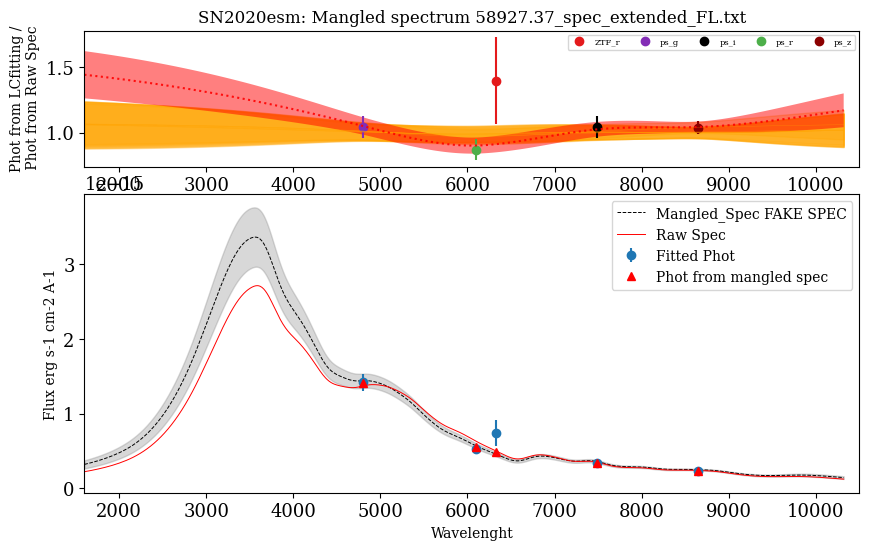 SN2020esm: Mangled spectrum 58927.37_spec_extended_FL.txt
Phot from LCfitting /
Phot from Raw Spec
1.5
1.0
ZTF_r ps_g ps_i ps_r ps_z
2000 3000 4000 5000 6000 7000 8000 9000 10000
1e−15
Flux erg s-1 cm-2 A-1
3
2
1
0
Mangled_Spec FAKE SPEC
Raw Spec
Fitted Phot
Phot from mangled spec
2000 3000 4000 5000 6000 7000 8000 9000 10000
Wavelenght